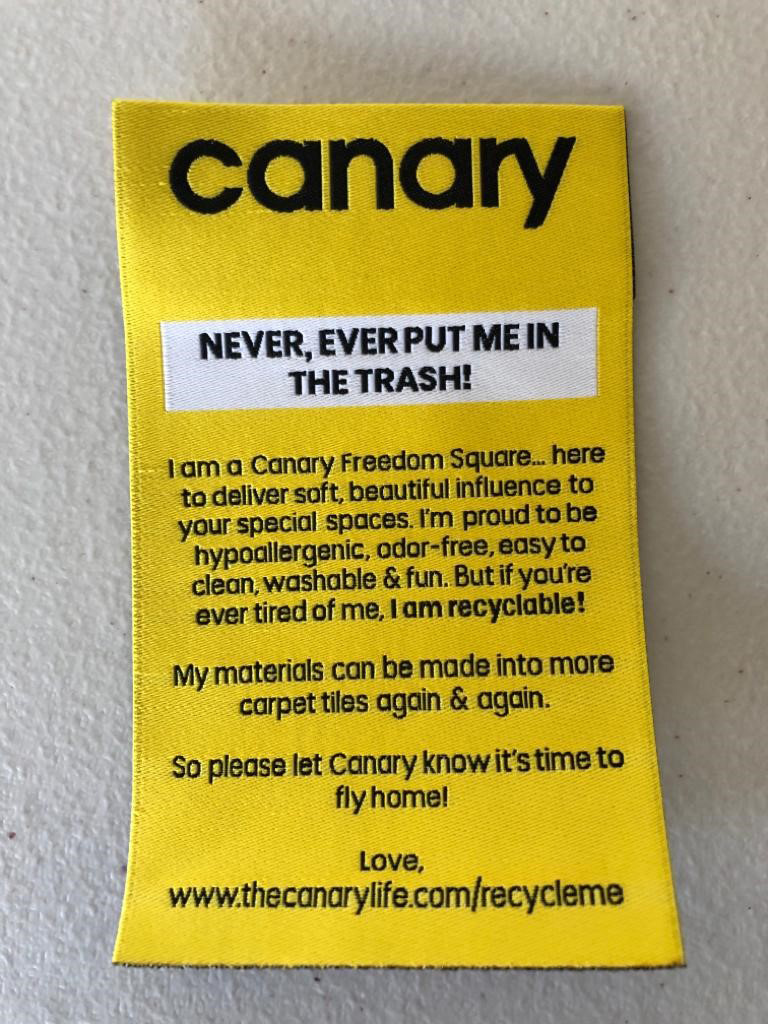 canary
NEVER, EVER PUT ME IN
THE TRASH!
I am a Canary Freedom Square... here
to deliver soft, beautiful influence to
your special spaces. I'm proud to be
hypoallergenic, odor-free, easy to
clean, washable & fun. But if you're
ever tired of me, I am recyclable!
My materials can be made into more
carpet tiles again & again.
So please let Canary know it's time to
fly home!
Love,
www.thecanarylife.com/recycleme